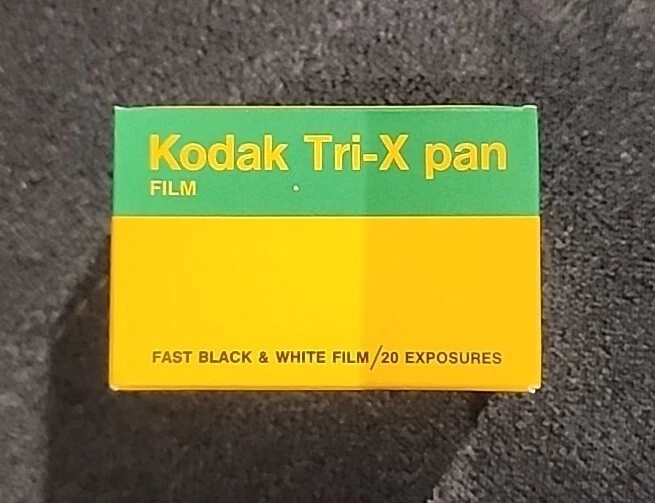 Kodak Tri-X pan
FILM
FAST BLACK & WHITE FILM/20 EXPOSURES